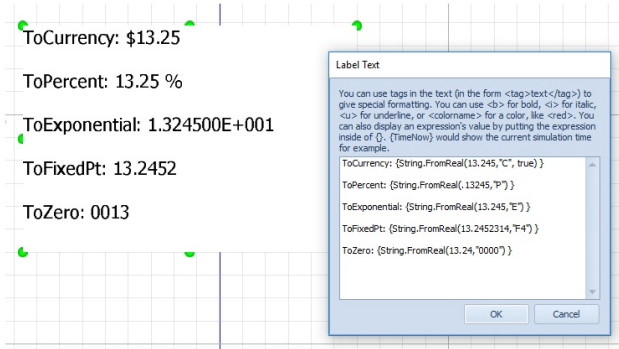 ToCurrency: $13.25
ToPercent: 13.25 %
ToExponential: 1.324500E+001
ToFixedPt: 13.2452
ToZero: 0013
Label Text
You can use tags in the text (in the form <tag>text</tag>) to
give special formatting. You can use <b> for bold, <i> for italic,
<u> for underline, or <colorname> for a color, like <red>. You
can also display an expression's value by putting the expression
inside of {}. {TimeNow} would show the current simulation time
for example.
ToCurrency: {String.FromReal(13.245,"C", true) }
ToPercent: {String.FromReal(.13245,"P") }
ToExponential: {String.FromReal(13.245,"E") }
ToFixedPt: {String.FromReal(13.2452314,"F4") }
ToZero: {String.FromReal(13.24,"0000") }
OK Cancel